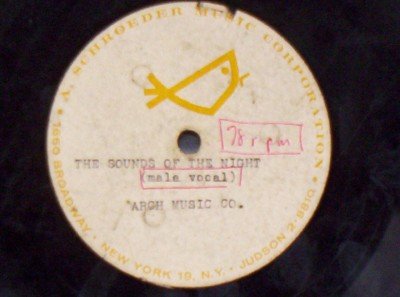 A. SCHROEDER MUSIC CORPORATION •
78 rpm
THE SOUNDS OF THE NIGHT
(male vocal)
ARCH MUSIC CO.
1650 BROADWAY • NEW YORK 19, N.Y. • JUDSON 2-8810